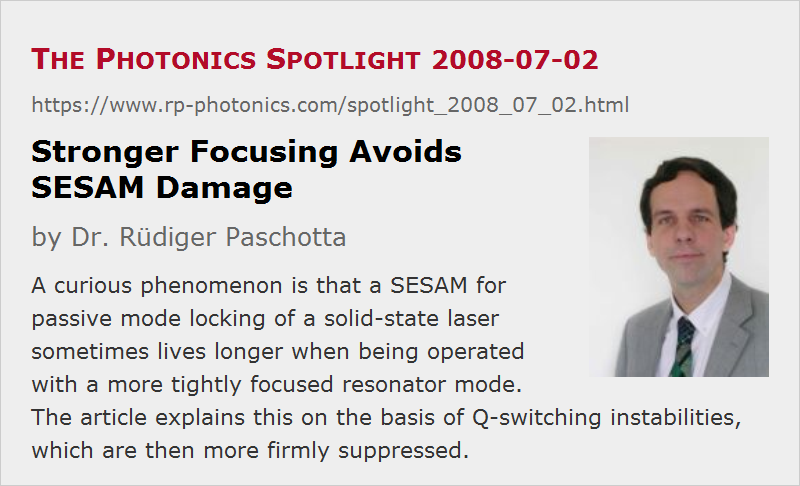 The Photonics Spotlight 2008-07-02
https://www.rp-photonics.com/spotlight_2008_07_02.html
Stronger Focusing Avoids
SESAM Damage
by Dr. Rüdiger Paschotta
A curious phenomenon is that a SESAM for
passive mode locking of a solid-state laser
sometimes lives longer when being operated
with a more tightly focused resonator mode.
The article explains this on the basis of Q-switching instabilities,
which are then more firmly suppressed.